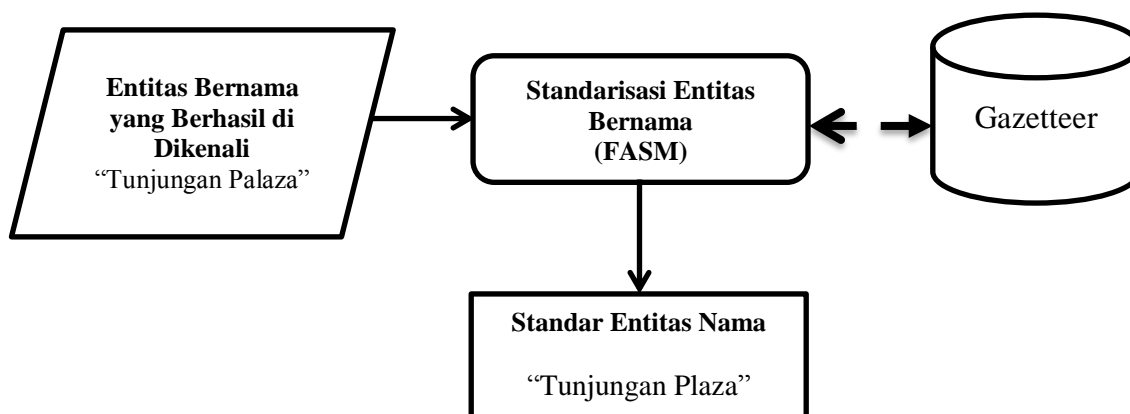 Entitas Bernama
yang Berhasil di
Dikenali
“Tunjungan Palaza”
Standarisasi Entitas
Bernama
(FASM)
Gazetteer
Standar Entitas Nama
“Tunjungan Plaza”